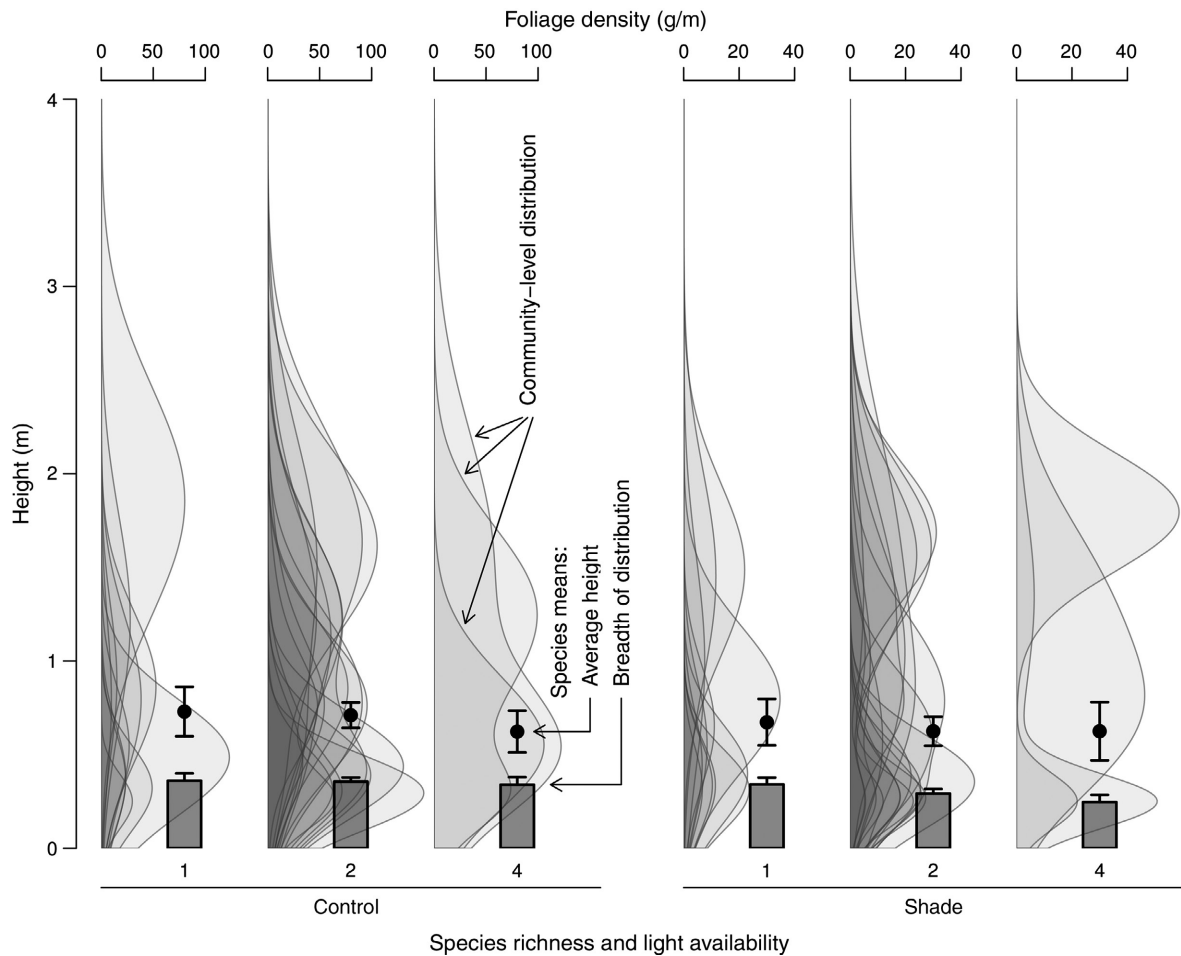 Foliage density (g/m)
0 50 100 0 50 100 0 50 100 0 20 40 0 20 40 0 20 40
4
3
2
1
0
Height (m)
Community−level distribution
Species means:
Average height
Breadth of distribution
1 2 4 1 2 4
Control Shade
Species richness and light availability